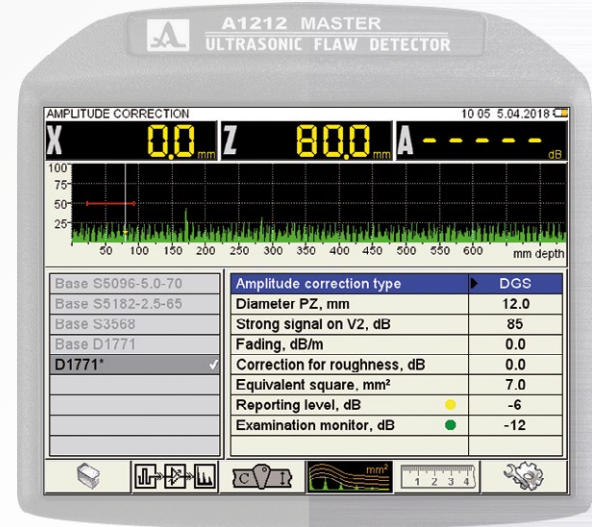 A1212 MASTER
ULTRASONIC FLAW DETECTOR
AMPLITUDE CORRECTION 10 05 5.04.2018
X 0.0 mm Z 80.0 mm A - - - - - dB
100
75
50
25
50 100 150 200 250 300 350 400 450 500 550 600 mm depth
Base S5096-5.0-70
Base S5182-2.5-65
Base S3568
Base D1771
D1771*
Amplitude correction type DGS
Diameter PZ, mm 12.0
Strong signal on V2, dB 85
Fading, dB/m 0.0
Correction for roughness, dB 0.0
Equivalent square, mm² 7.0
Reporting level, dB -6
Examination monitor, dB -12
C I mm² 1 2 3 4